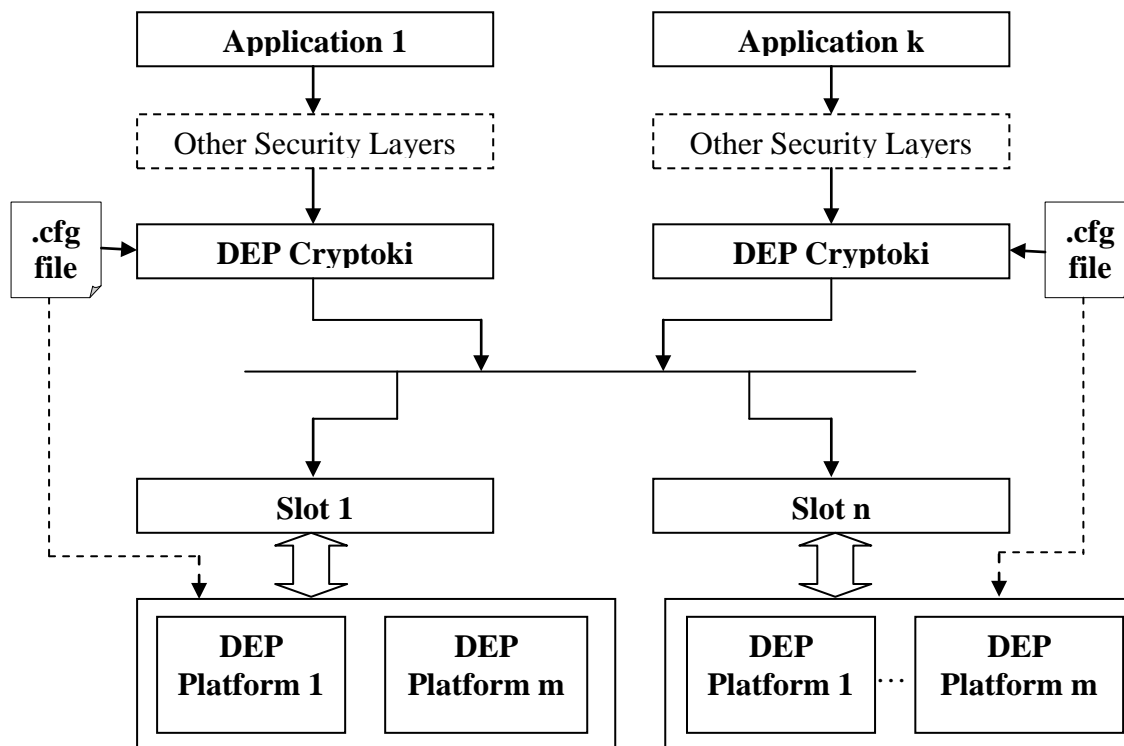 Application 1
Application k
Other Security Layers
Other Security Layers
.cfg
file
DEP Cryptoki
DEP Cryptoki
.cfg
file
Slot 1
Slot n
DEP
Platform 1
DEP
Platform m
DEP
Platform 1
...
DEP
Platform m